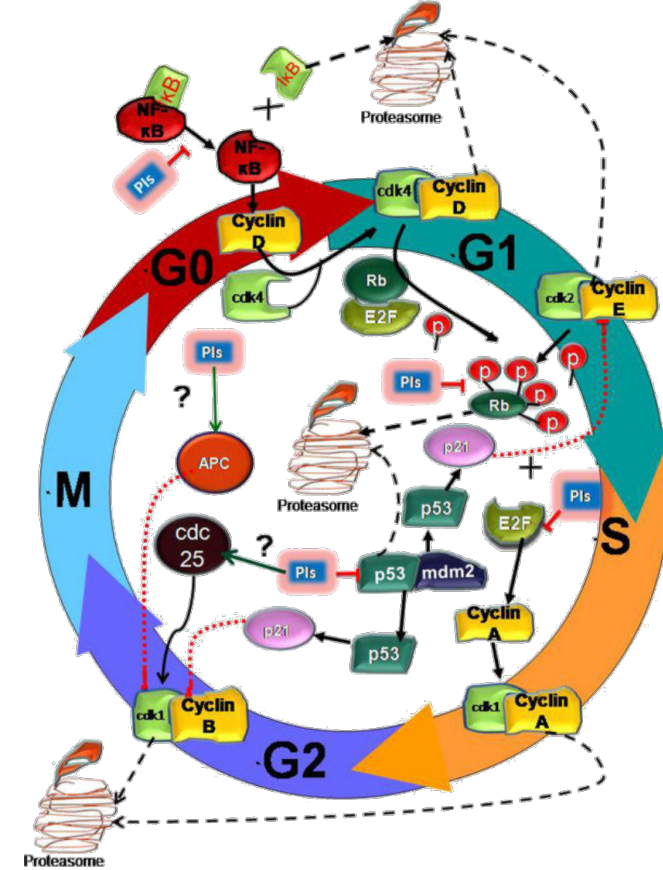 IκB
NF-
κB
IκB
+
Proteasome
NF-
κB
PIs
cdk4
Cyclin
D
Cyclin
D
G0
G1
cdk4
Rb
E2F
cdk2
Cyclin
E
p
p
p
p
p
p
Rb
PIs
PIs
?
APC
p21
+
Proteasome
M
PIs
S
E2F
p53
cdc
25
?
PIs
p53
mdm2
p21
p53
Cyclin
A
cdk1
Cyclin
B
cdk1
Cyclin
A
G2
Proteasome